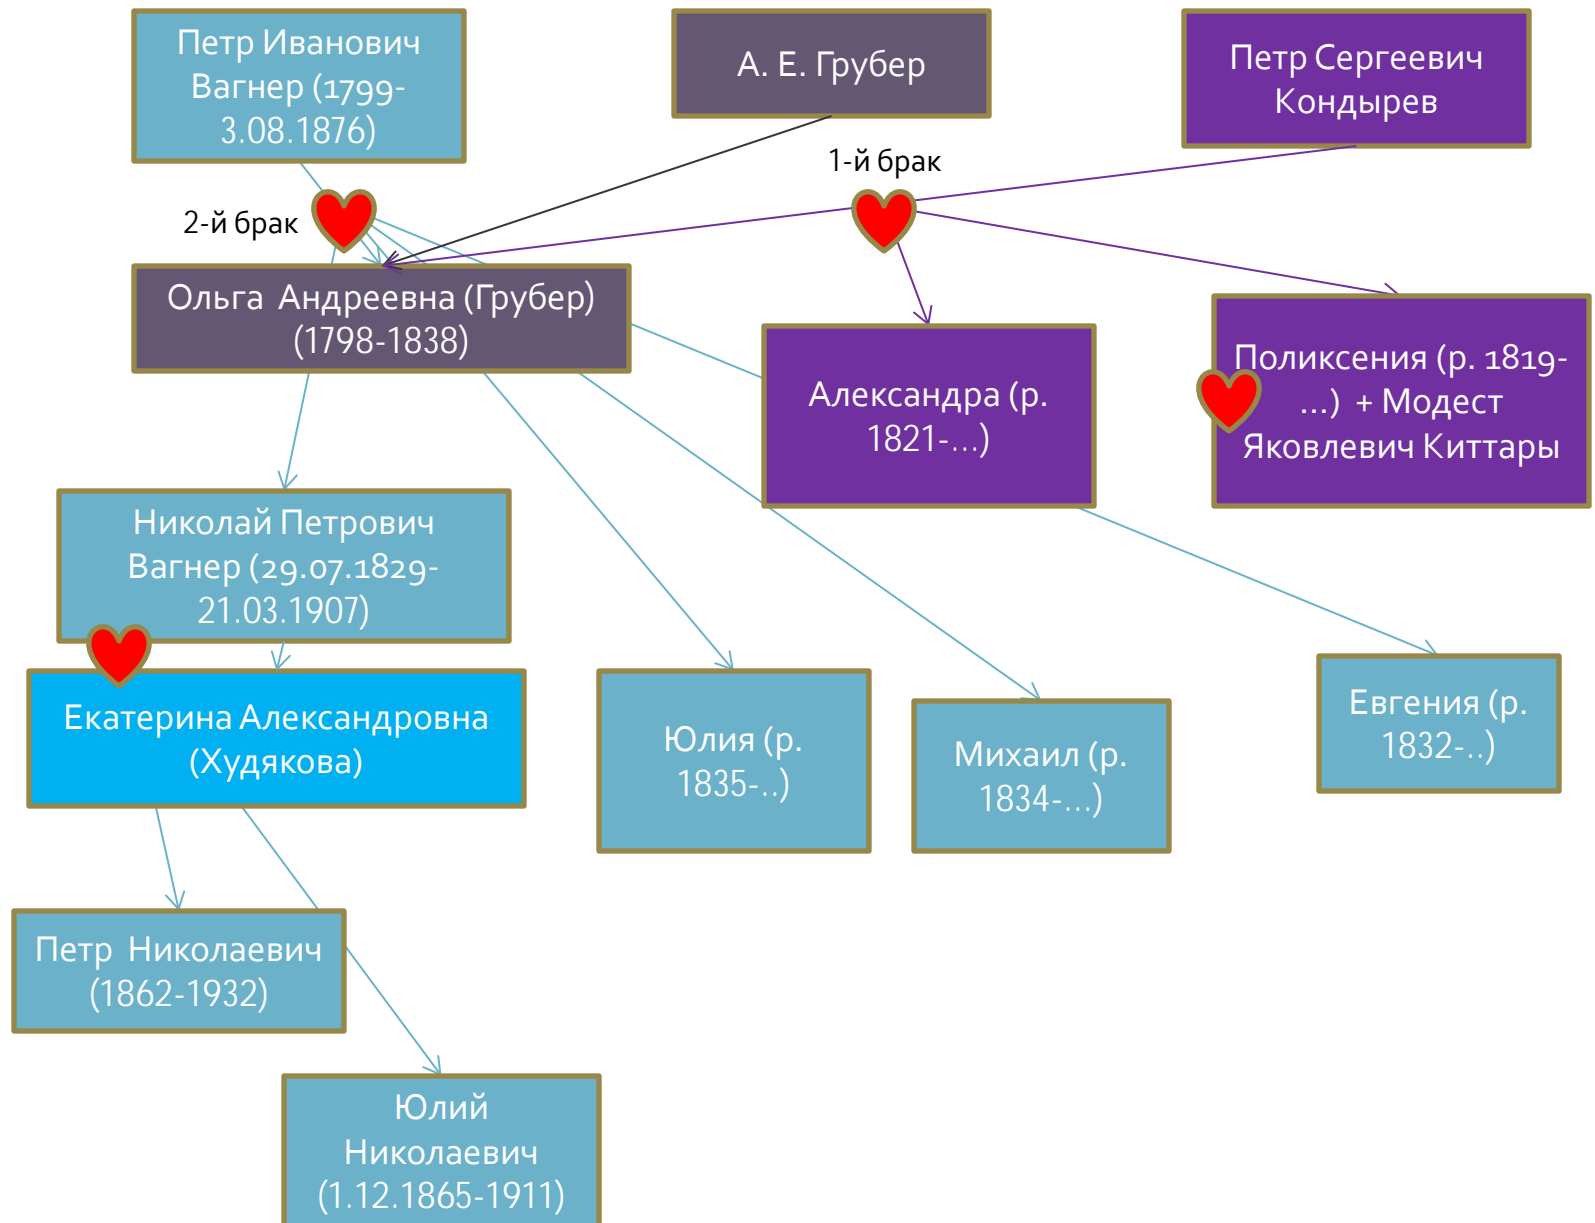 Петр Иванович
Вагнер (1799-
3.08.1876)
А. Е. Грубер
Петр Сергеевич
Кондырев
1-й брак
2-й брак
Ольга Андреевна (Грубер)
(1798-1838)
Александра (р.
1821-...)
Поликсения (р. 1819-
...) + Модест
Яковлевич Киттары
Николай Петрович
Вагнер (29.07.1829-
21.03.1907)
Екатерина Александровна
(Худякова)
Юлия (р.
1835-..)
Михаил (р.
1834-...)
Евгения (р.
1832-..)
Петр Николаевич
(1862-1932)
Юлий
Николаевич
(1.12.1865-1911)